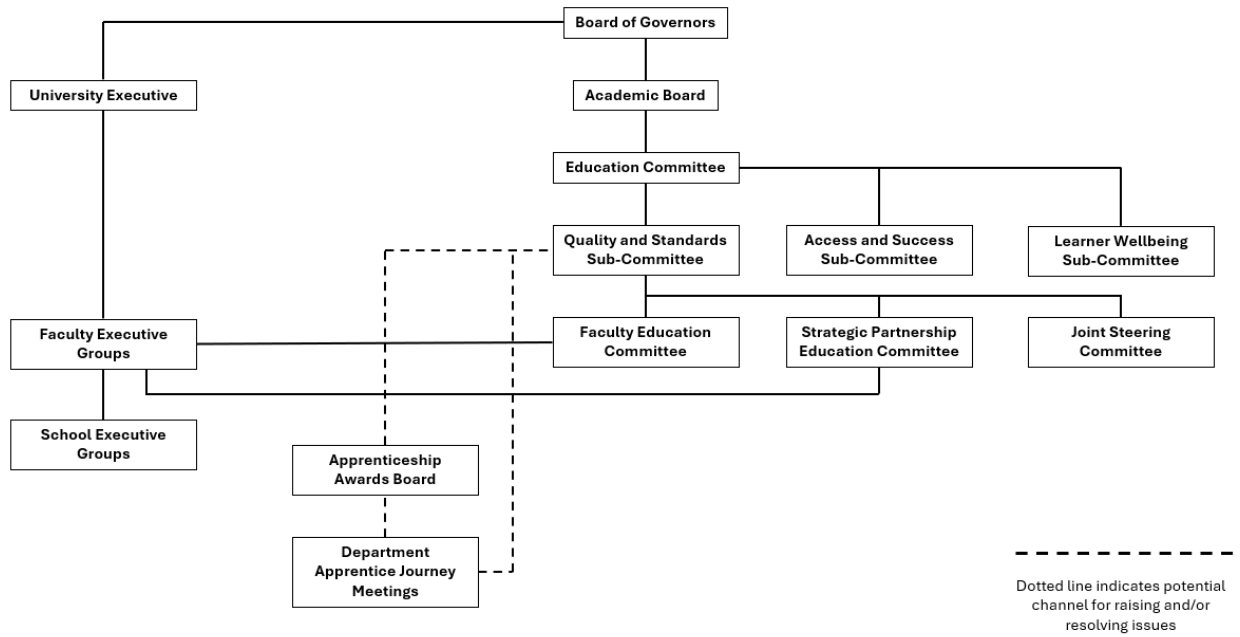 Board of Governors
University Executive
Academic Board
Education Committee
Quality and Standards
Sub-Committee
Access and Success
Sub-Committee
Learner Wellbeing
Sub-Committee
Faculty Executive
Groups
Faculty Education
Committee
Strategic Partnership
Education Committee
Joint Steering
Committee
School Executive
Groups
Apprenticeship
Awards Board
Department
Apprentice Journey
Meetings
Dotted line indicates potential
channel for raising and/or
resolving issues